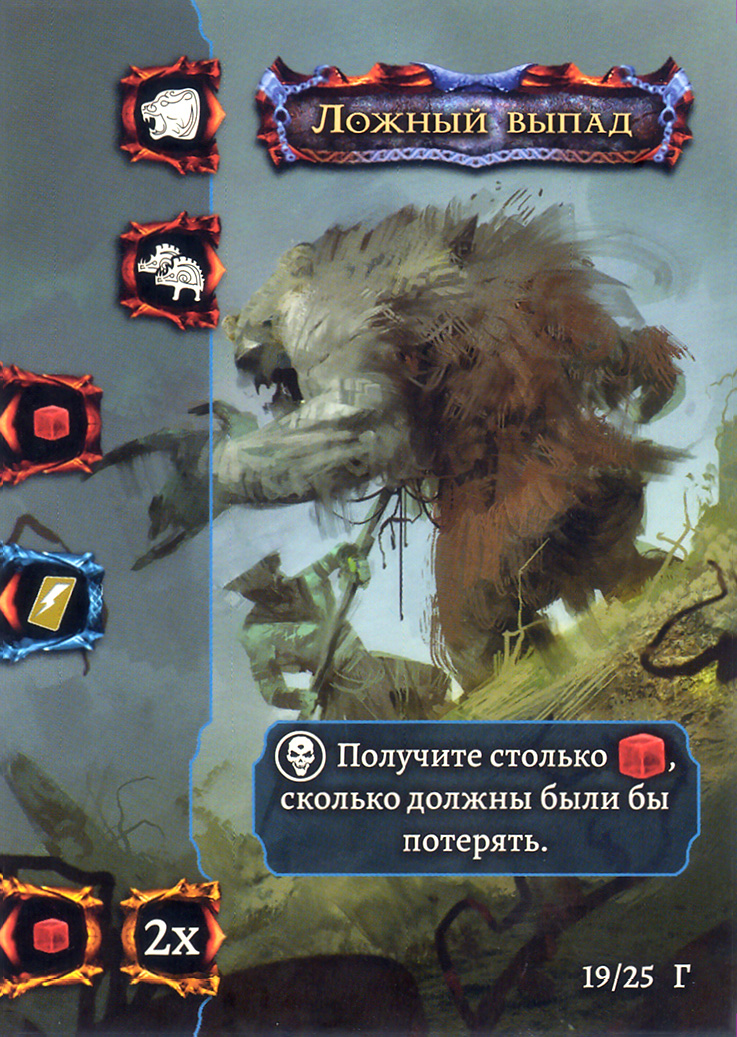 Ложный выпад
Получите столько ,
сколько должны были бы
потерять.
2x
19/25 Г